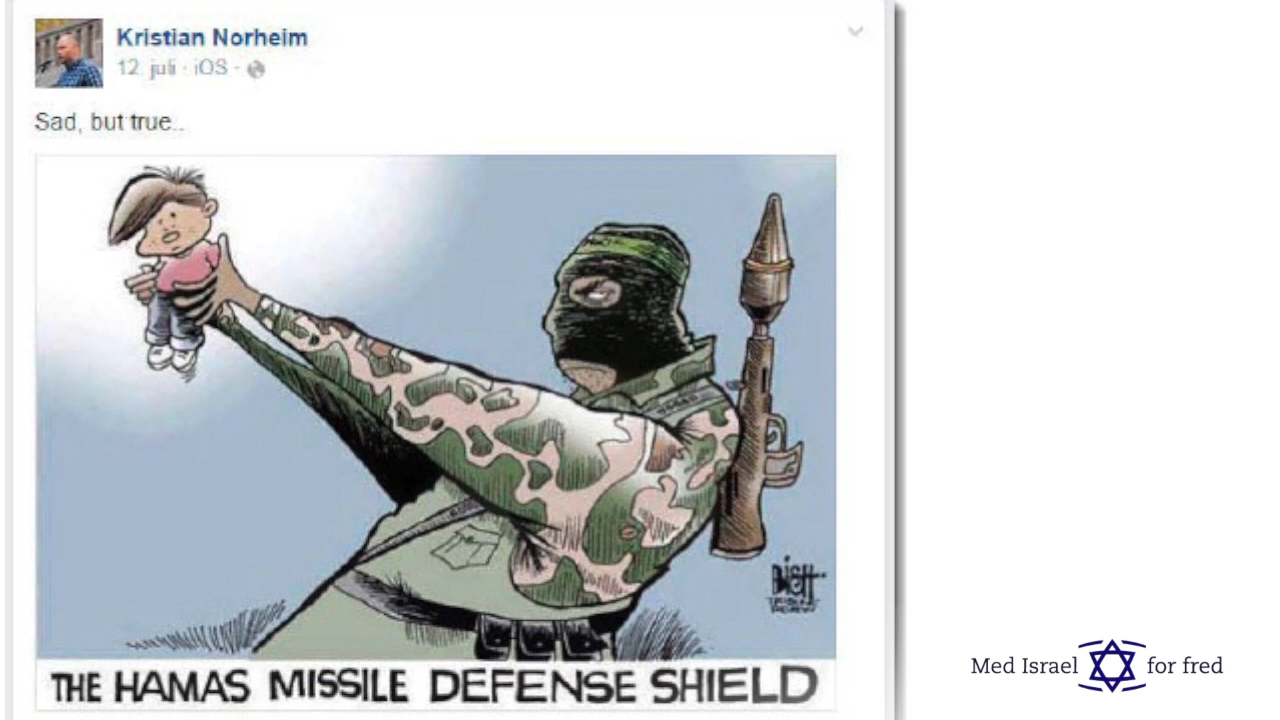 Kristian Norheim
12. juli · iOS ·
Sad, but true..
THE HAMAS MISSILE DEFENSE SHIELD
Med Israel for fred